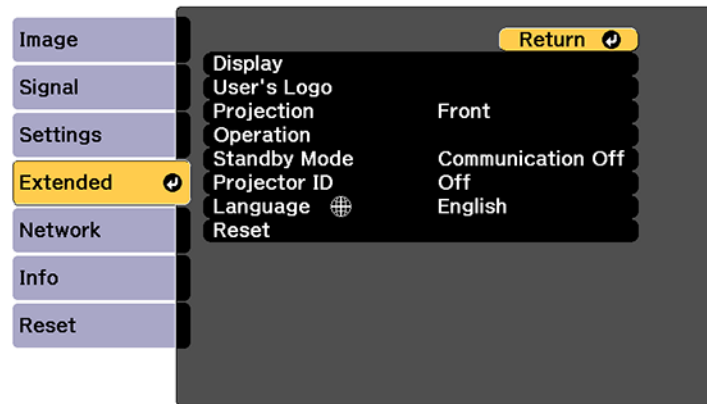 Image
Signal
Settings
Extended
Network
Info
Reset
Return
Display
User's Logo
Projection Front
Operation
Standby Mode Communication Off
Projector ID Off
Language English
Reset